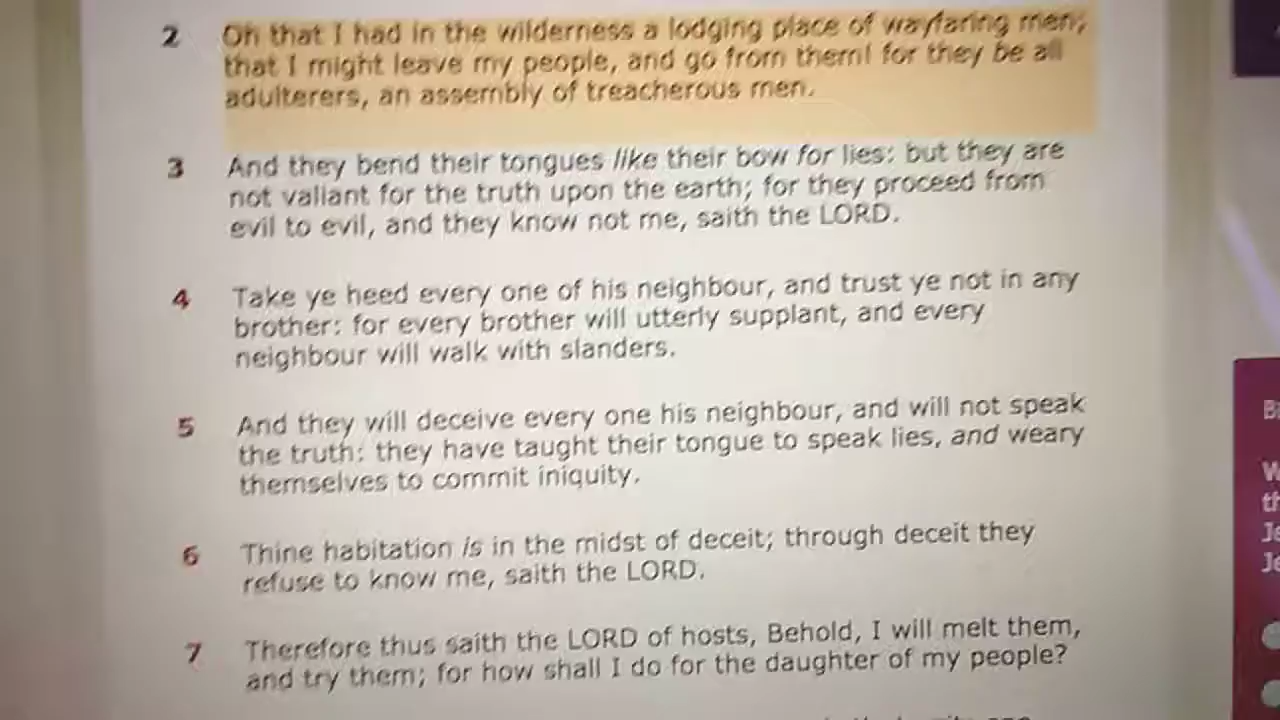 2 Oh that I had in the wilderness a lodging place of wayfaring men;
that I might leave my people, and go from them! for they be all
adulterers, an assembly of treacherous men.
3 And they bend their tongues like their bow for lies: but they are
not valiant for the truth upon the earth; for they proceed from
evil to evil, and they know not me, saith the LORD.
4 Take ye heed every one of his neighbour, and trust ye not in any
brother: for every brother will utterly supplant, and every
neighbour will walk with slanders.
5 And they will deceive every one his neighbour, and will not speak
the truth: they have taught their tongue to speak lies, and weary
themselves to commit iniquity.
6 Thine habitation is in the midst of deceit; through deceit they
refuse to know me, saith the LORD.
7 Therefore thus saith the LORD of hosts, Behold, I will melt them,
and try them; for how shall I do for the daughter of my people?